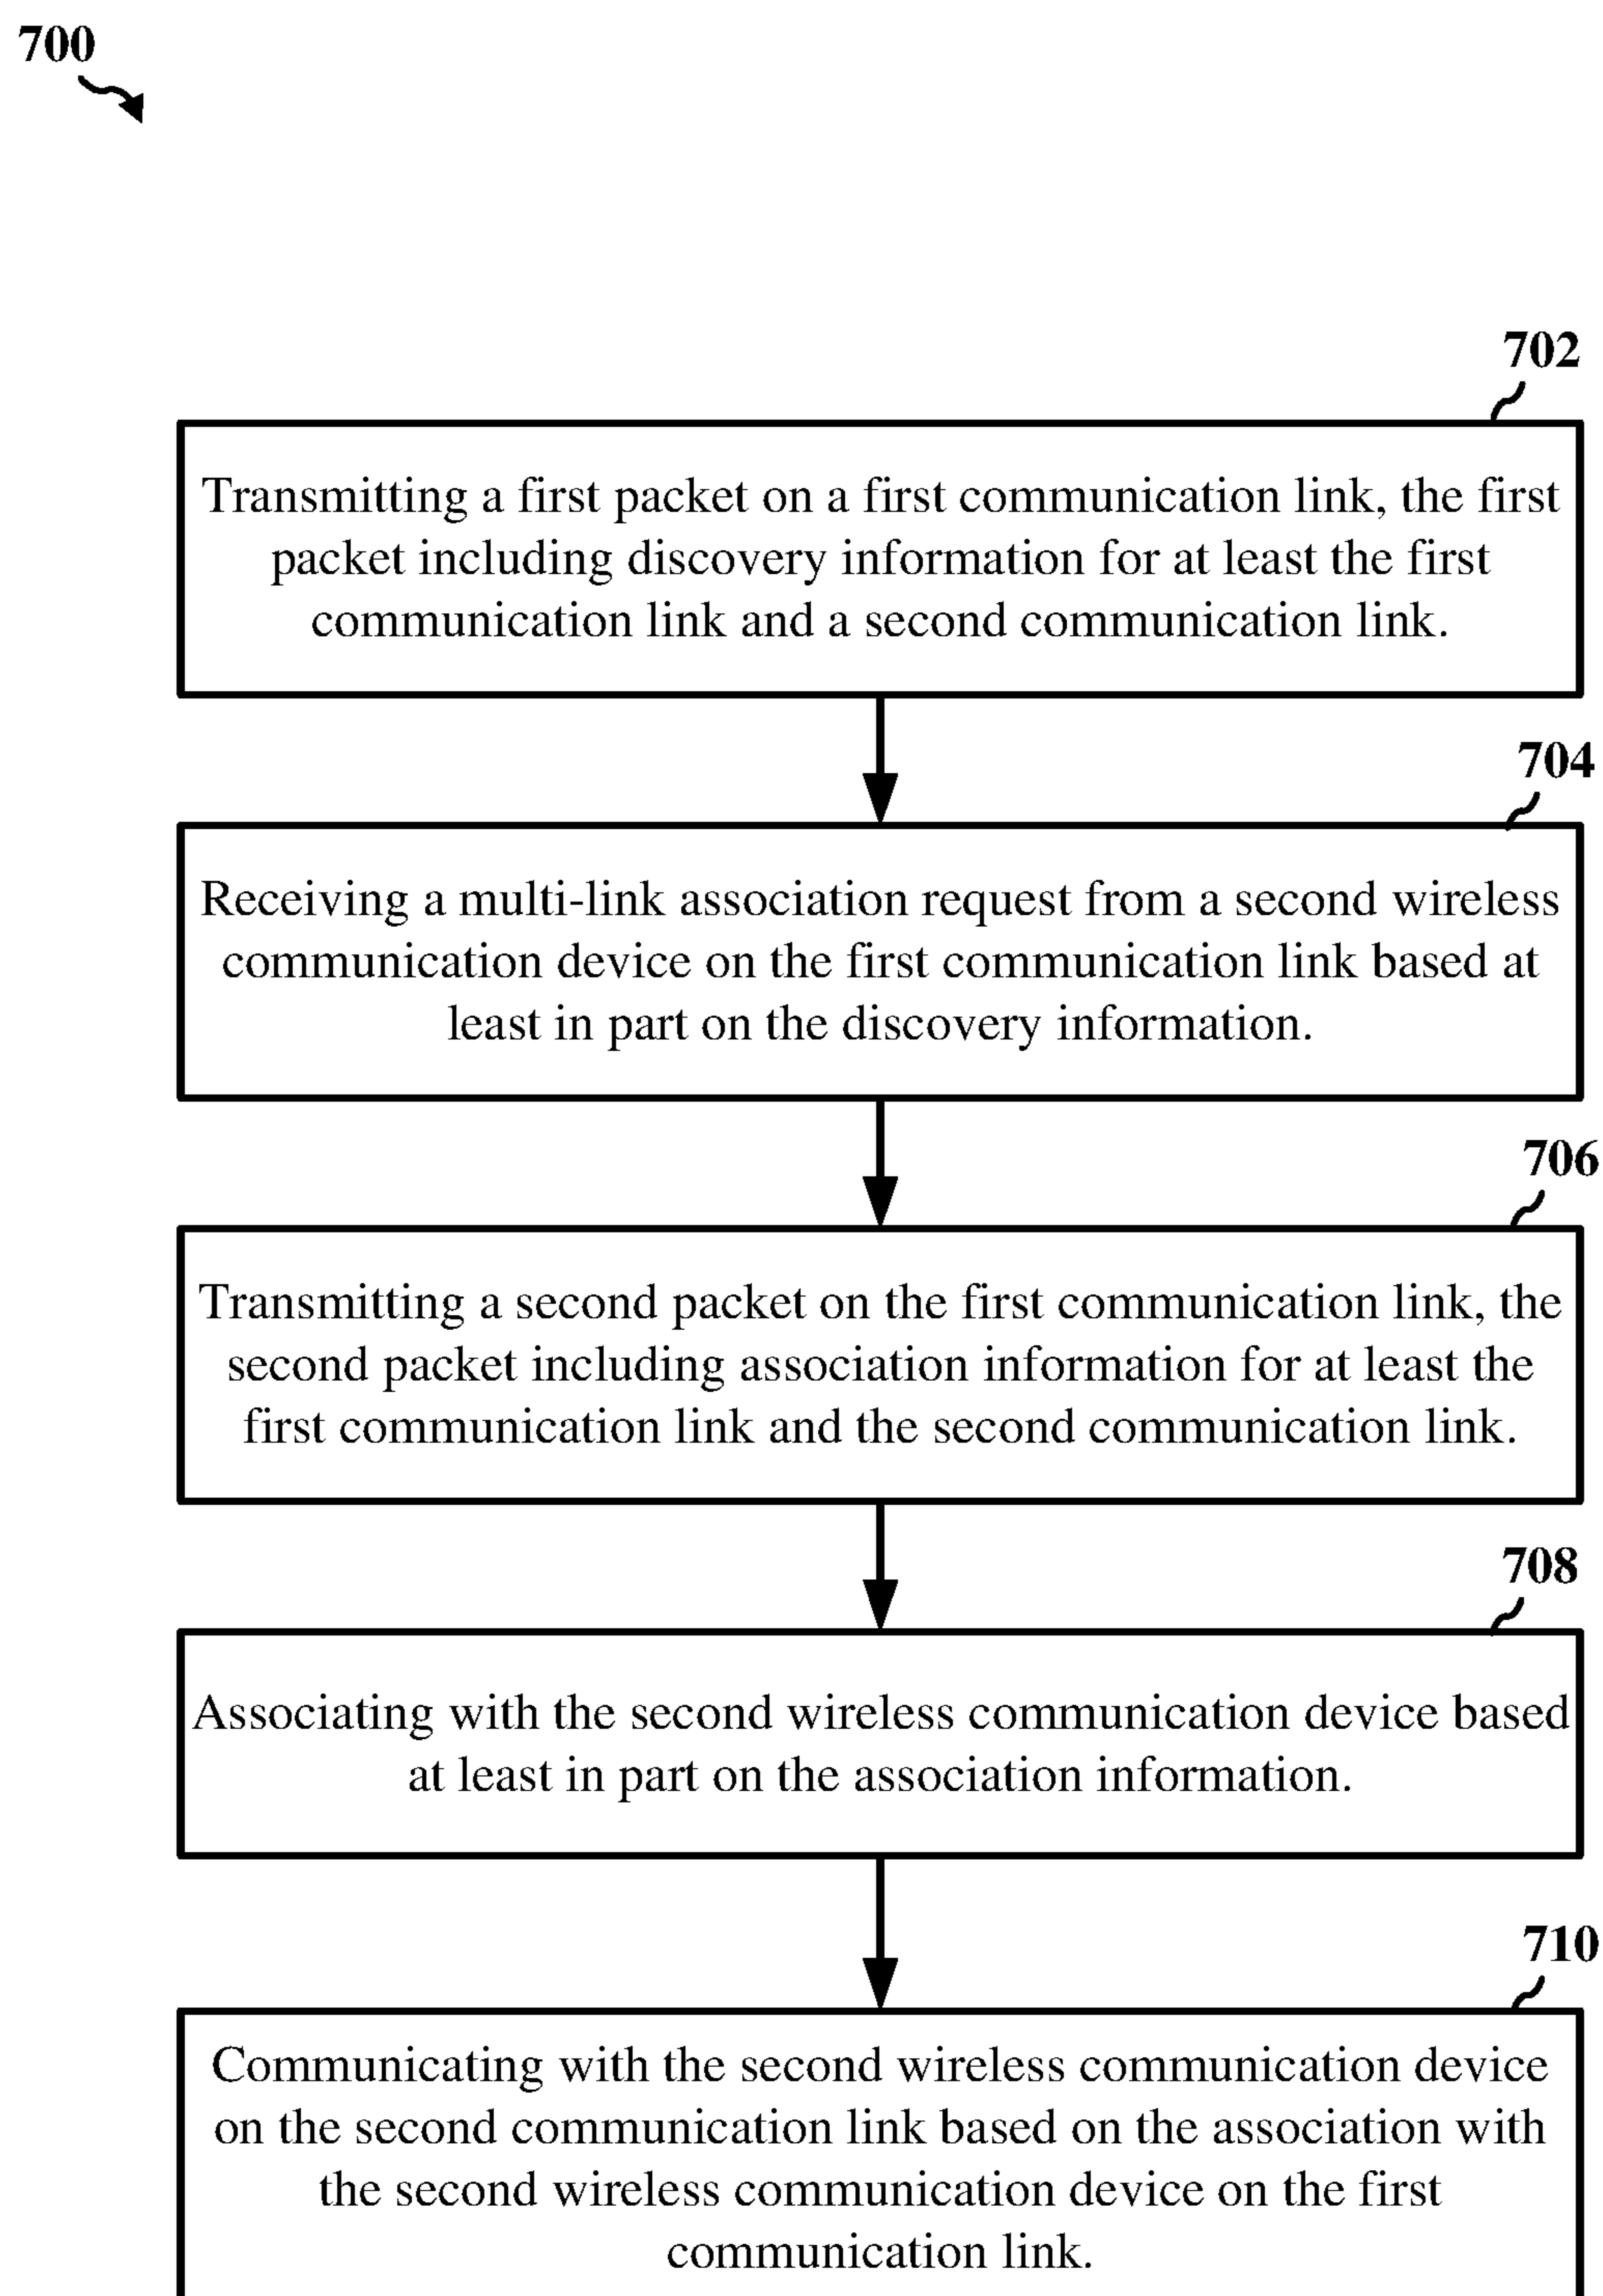 700
702
Transmitting a first packet on a first communication link, the first
packet including discovery information for at least the first
communication link and a second communication link.
704
Receiving a multi-link association request from a second wireless
communication device on the first communication link based at
least in part on the discovery information.
706
Transmitting a second packet on the first communication link, the
second packet including association information for at least the
first communication link and the second communication link.
708
Associating with the second wireless communication device based
at least in part on the association information.
710
Communicating with the second wireless communication device
on the second communication link based on the association with
the second wireless communication device on the first
communication link.